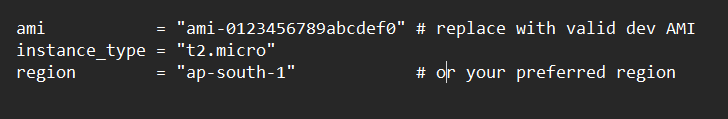 ami           = "ami-0123456789abcdef0" # replace with valid dev AMI
instance_type = "t2.micro"
region        = "ap-south-1"            # or your preferred region